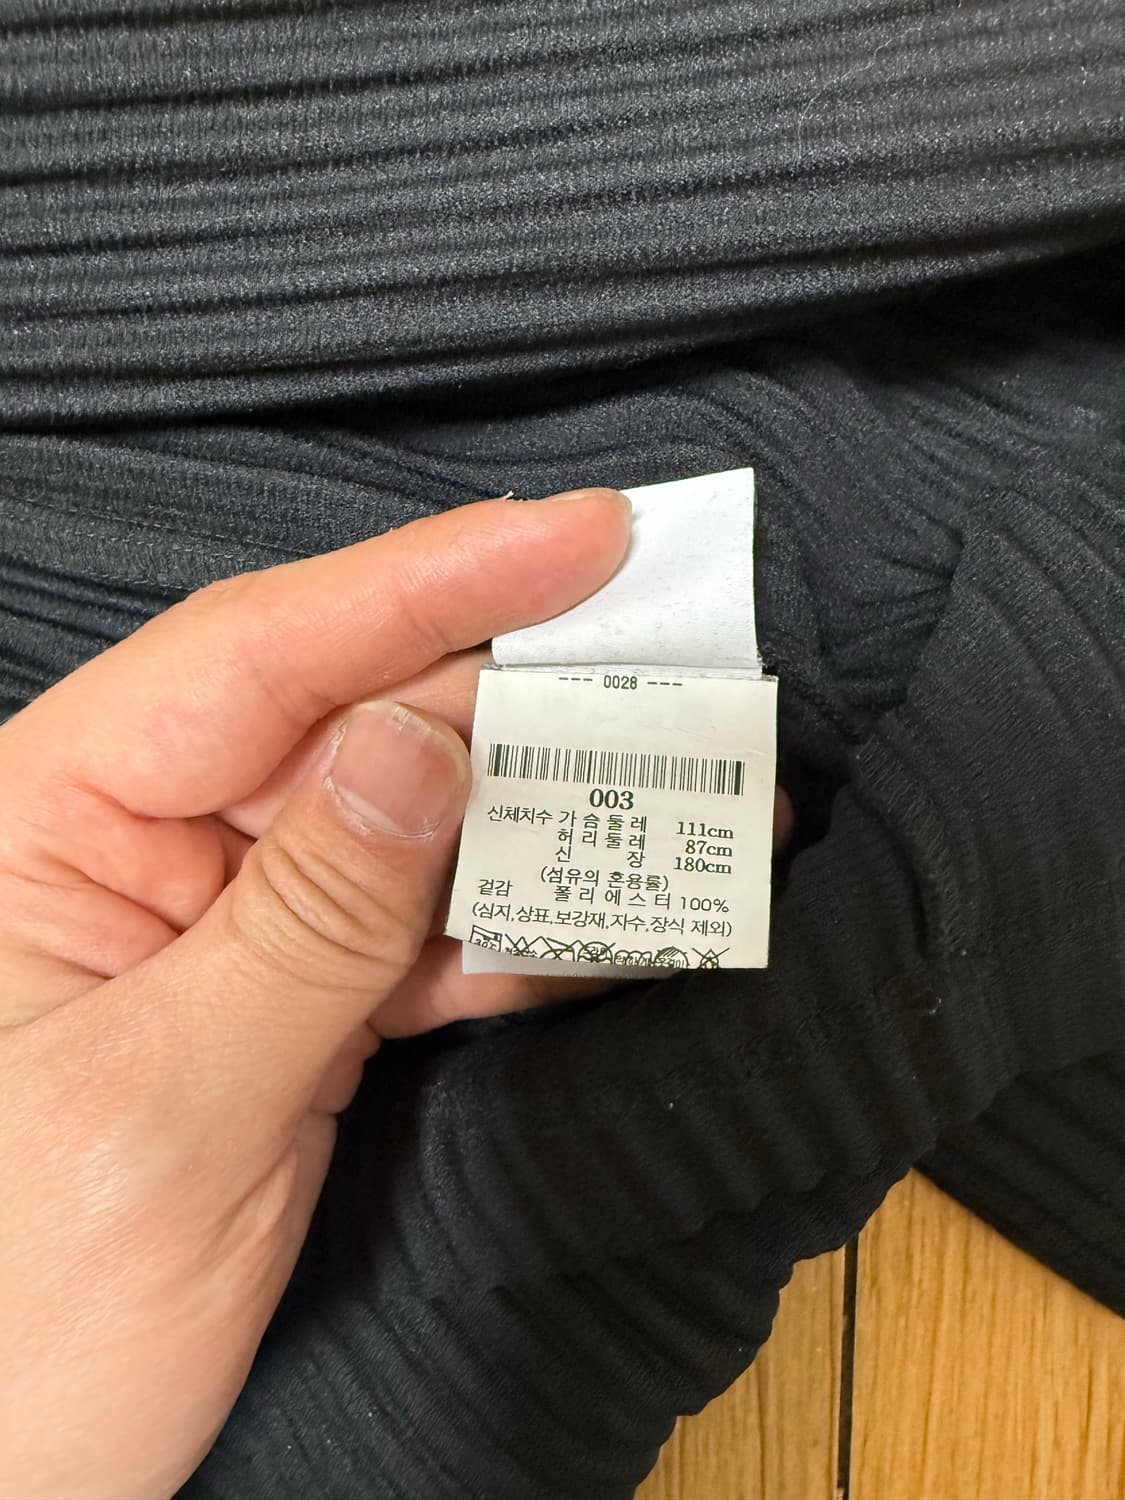 --- 0028 ---
003
신체치수 가슴둘레 111cm
허리둘레 87cm
신 장 180cm
(섬유의 혼용률)
겉감 폴리에스터 100%
(심지,상표,보강재,자수,장식 제외)